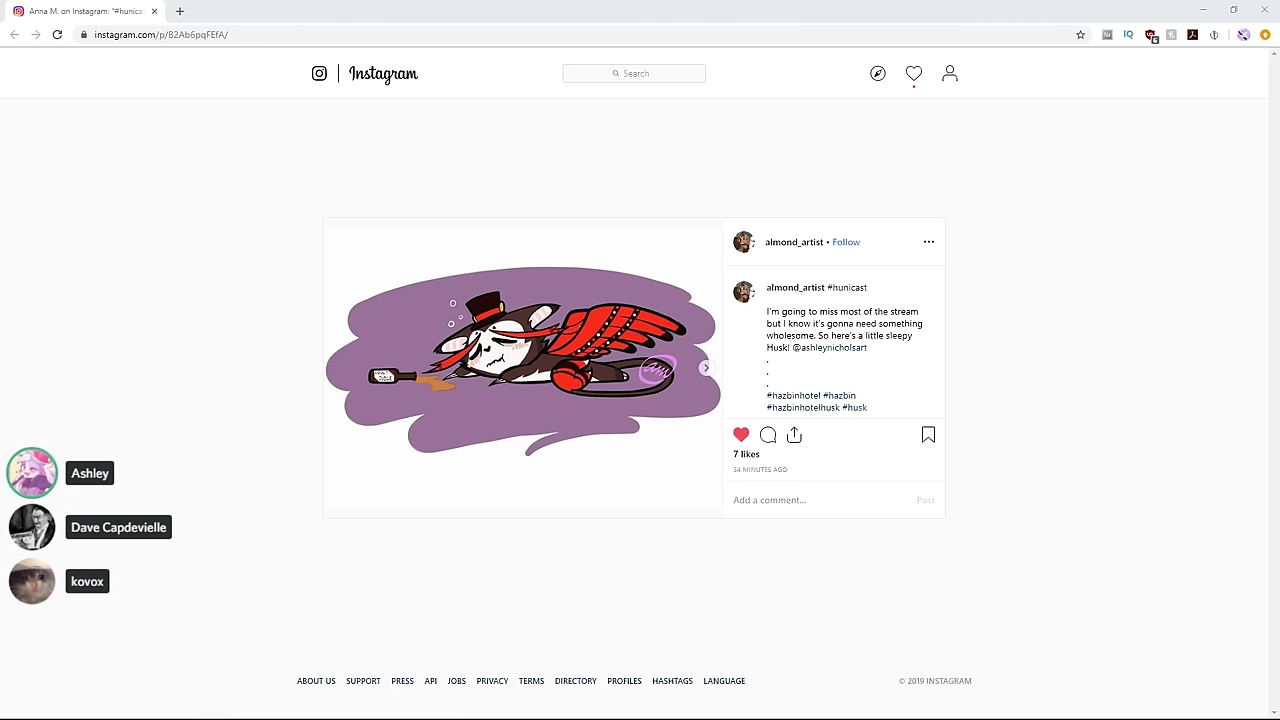 Anna M. on Instagram: "#hunica
instagram.com/p/B2Ab6pqFEfA/
Instagram
Search
almond_artist • Follow
almond_artist #hunicast
I'm going to miss most of the stream
but I know it's gonna need something
wholesome. So here's a little sleepy
Husk! @ashleynicholsart
.
.
.
#hazbinhotel #hazbin
#hazbinhotelhusk #husk
7 likes
34 MINUTES AGO
Add a comment...
Post
Ashley
Dave Capdevielle
kovox
ABOUT US SUPPORT PRESS API JOBS PRIVACY TERMS DIRECTORY PROFILES HASHTAGS LANGUAGE
© 2019 INSTAGRAM